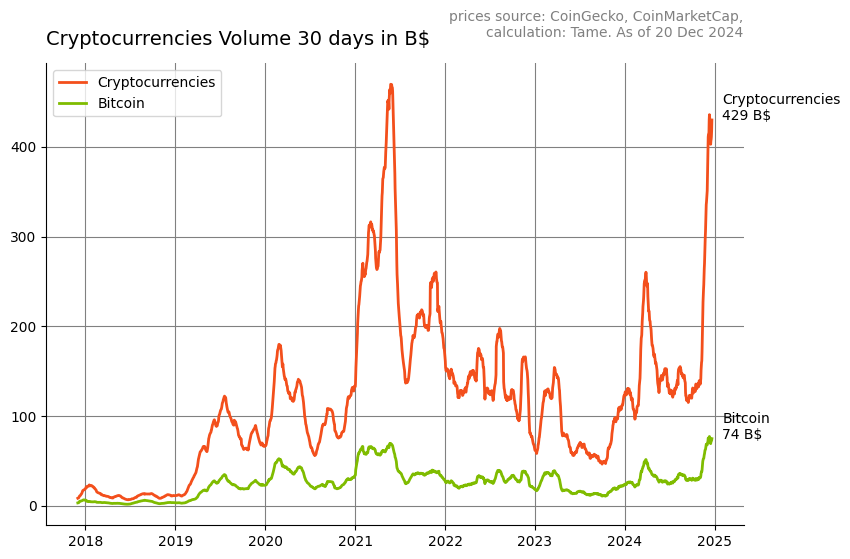 prices source: CoinGecko, CoinMarketCap,
calculation: Tame. As of 20 Dec 2024
Cryptocurrencies Volume 30 days in B$
Cryptocurrencies
Bitcoin
Cryptocurrencies
429 B$
Bitcoin
74 B$
400
300
200
100
0
2018 2019 2020 2021 2022 2023 2024 2025